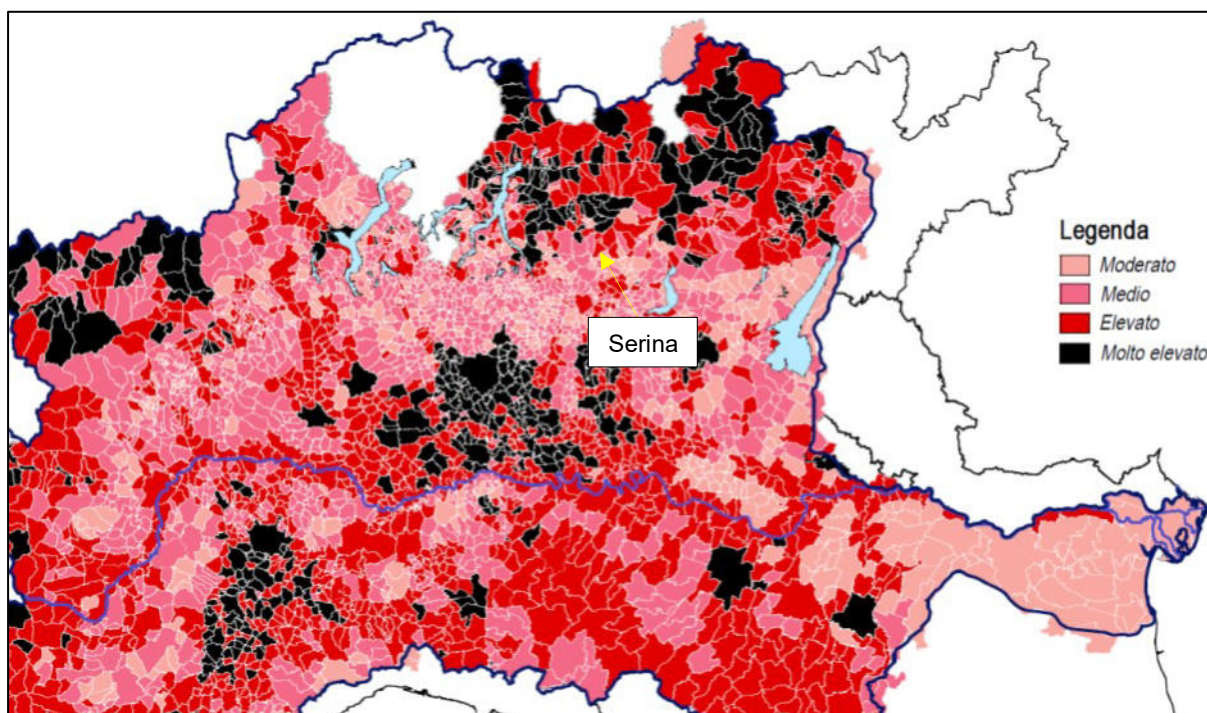 Legenda
Moderato
Medio
Elevato
Molto elevato
Serina